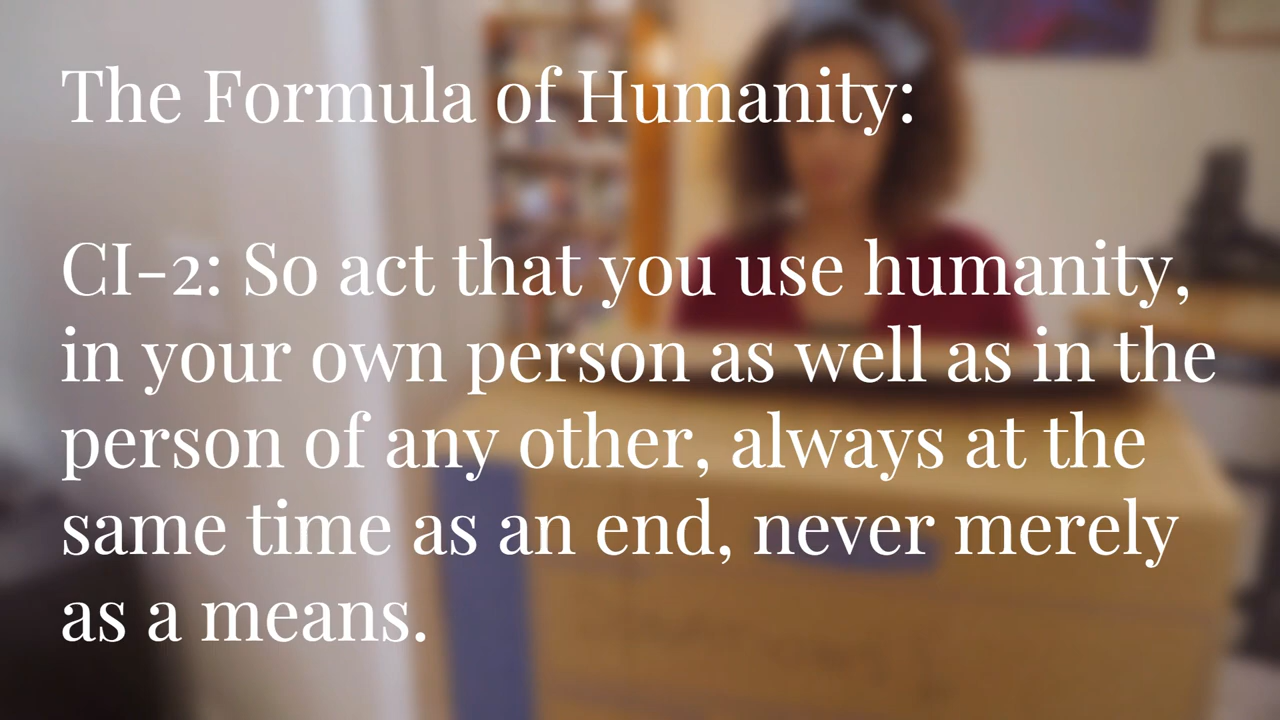 The Formula of Humanity:
CI-2: So act that you use humanity,
in your own person as well as in the
person of any other, always at the
same time as an end, never merely
as a means.